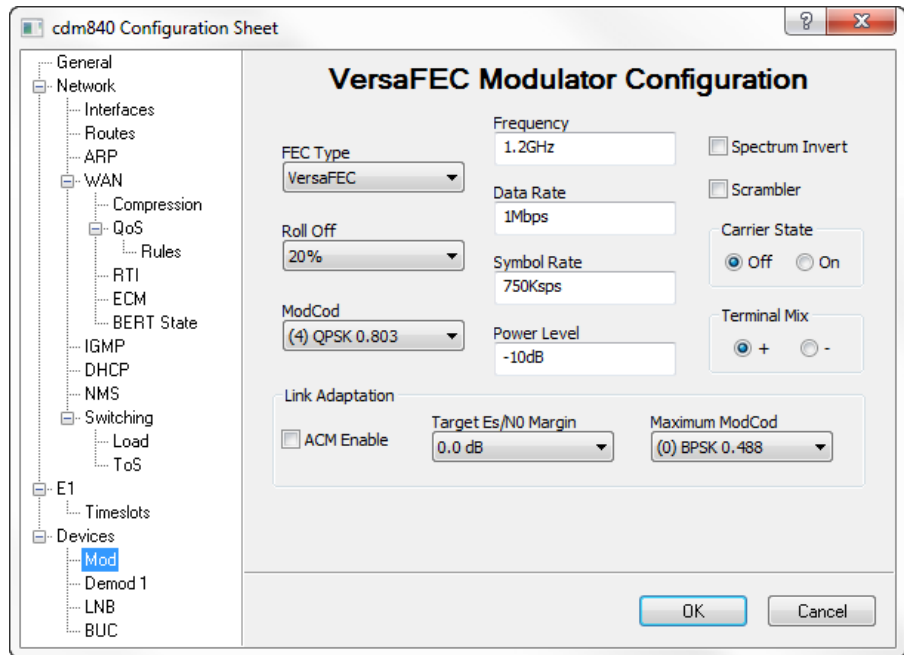 cdm840 Configuration Sheet
General
Network
Interfaces
Routes
ARP
WAN
Compression
QoS
Rules
RTI
ECM
BERT State
IGMP
DHCP
NMS
Switching
Load
ToS
E1
Timeslots
Devices
Mod
Demod 1
LNB
BUC
VersaFEC Modulator Configuration
FEC Type
VersaFEC
Roll Off
20%
ModCod
(4) QPSK 0.803
Frequency
1.2GHz
Data Rate
1Mbps
Symbol Rate
750Ksps
Power Level
-10dB
Spectrum Invert
Scrambler
Carrier State
Off On
Terminal Mix
+ -
Link Adaptation
ACM Enable
Target Es/N0 Margin
0.0 dB
Maximum ModCod
(0) BPSK 0.488
OK Cancel